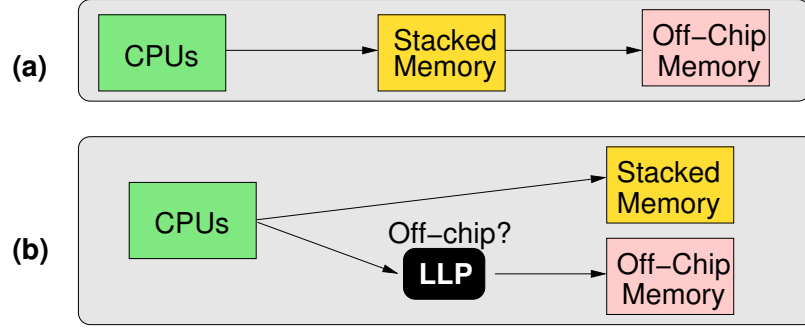 (a)
CPUs
Stacked
Memory
Off−Chip
Memory
(b)
CPUs
Off−chip?
LLP
Stacked
Memory
Off−Chip
Memory